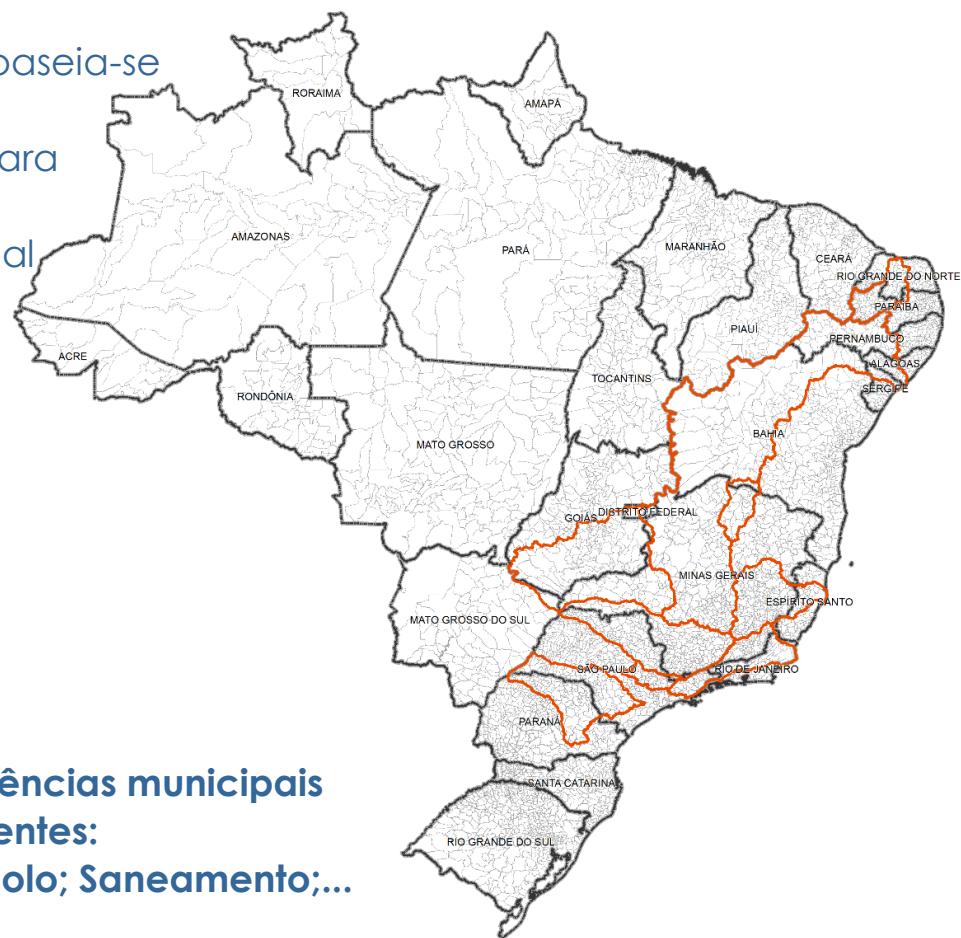 baseia-se
ara
al
RORAIMA
AMAPÁ
AMAZONAS
PARÁ
MARANHÃO
CEARÁ
RIO GRANDE DO NORTE
PARAÍBA
PIAUÍ
PERNAMBUCO
ACRE
ALAGOAS
TOCANTINS
SERGIPE
RONDÔNIA
BAHIA
MATO GROSSO
GOIÁS
DISTRITO FEDERAL
MINAS GERAIS
ESPÍRITO SANTO
MATO GROSSO DO SUL
SÃO PAULO
RIO DE JANEIRO
PARANÁ
SANTA CATARINA
RIO GRANDE DO SUL
ências municipais
entes:
olo; Saneamento;...